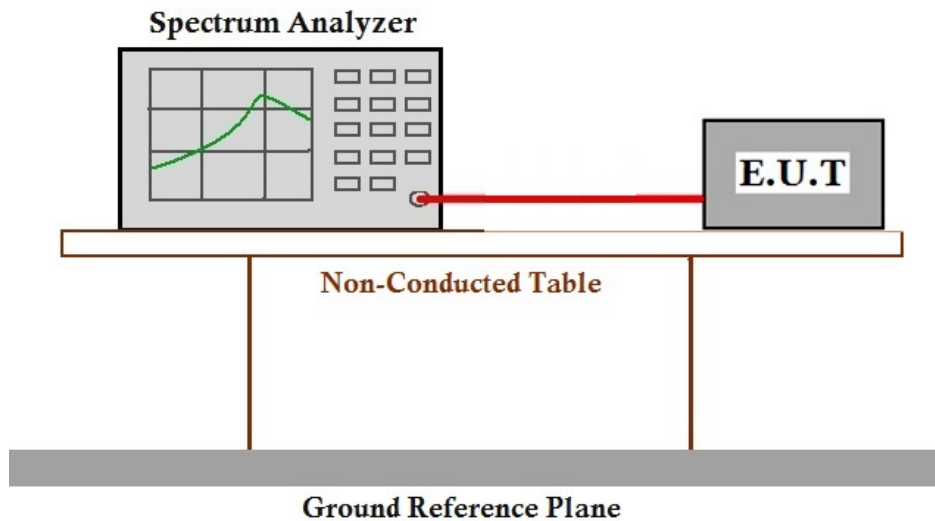 Spectrum Analyzer
E.U.T
Non-Conducted Table
Ground Reference Plane